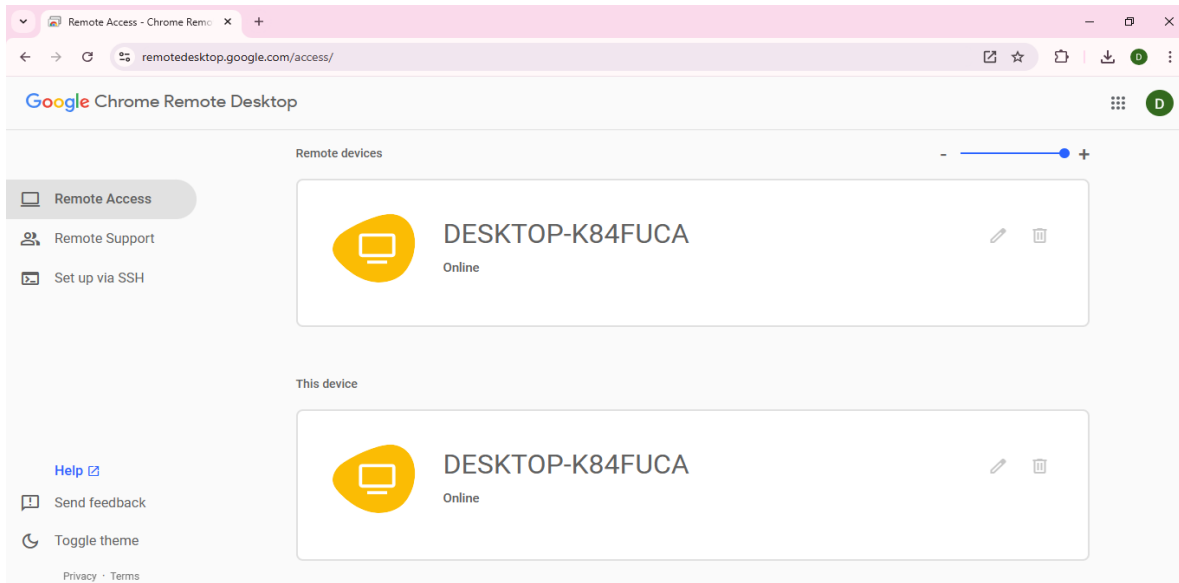 Remote Access - Chrome Remo
remotedesktop.google.com/access/
D
Google Chrome Remote Desktop
D
Remote devices
- +
Remote Access
DESKTOP-K84FUCA
Online
Remote Support
Set up via SSH
This device
DESKTOP-K84FUCA
Online
Help
Send feedback
Toggle theme
Privacy · Terms